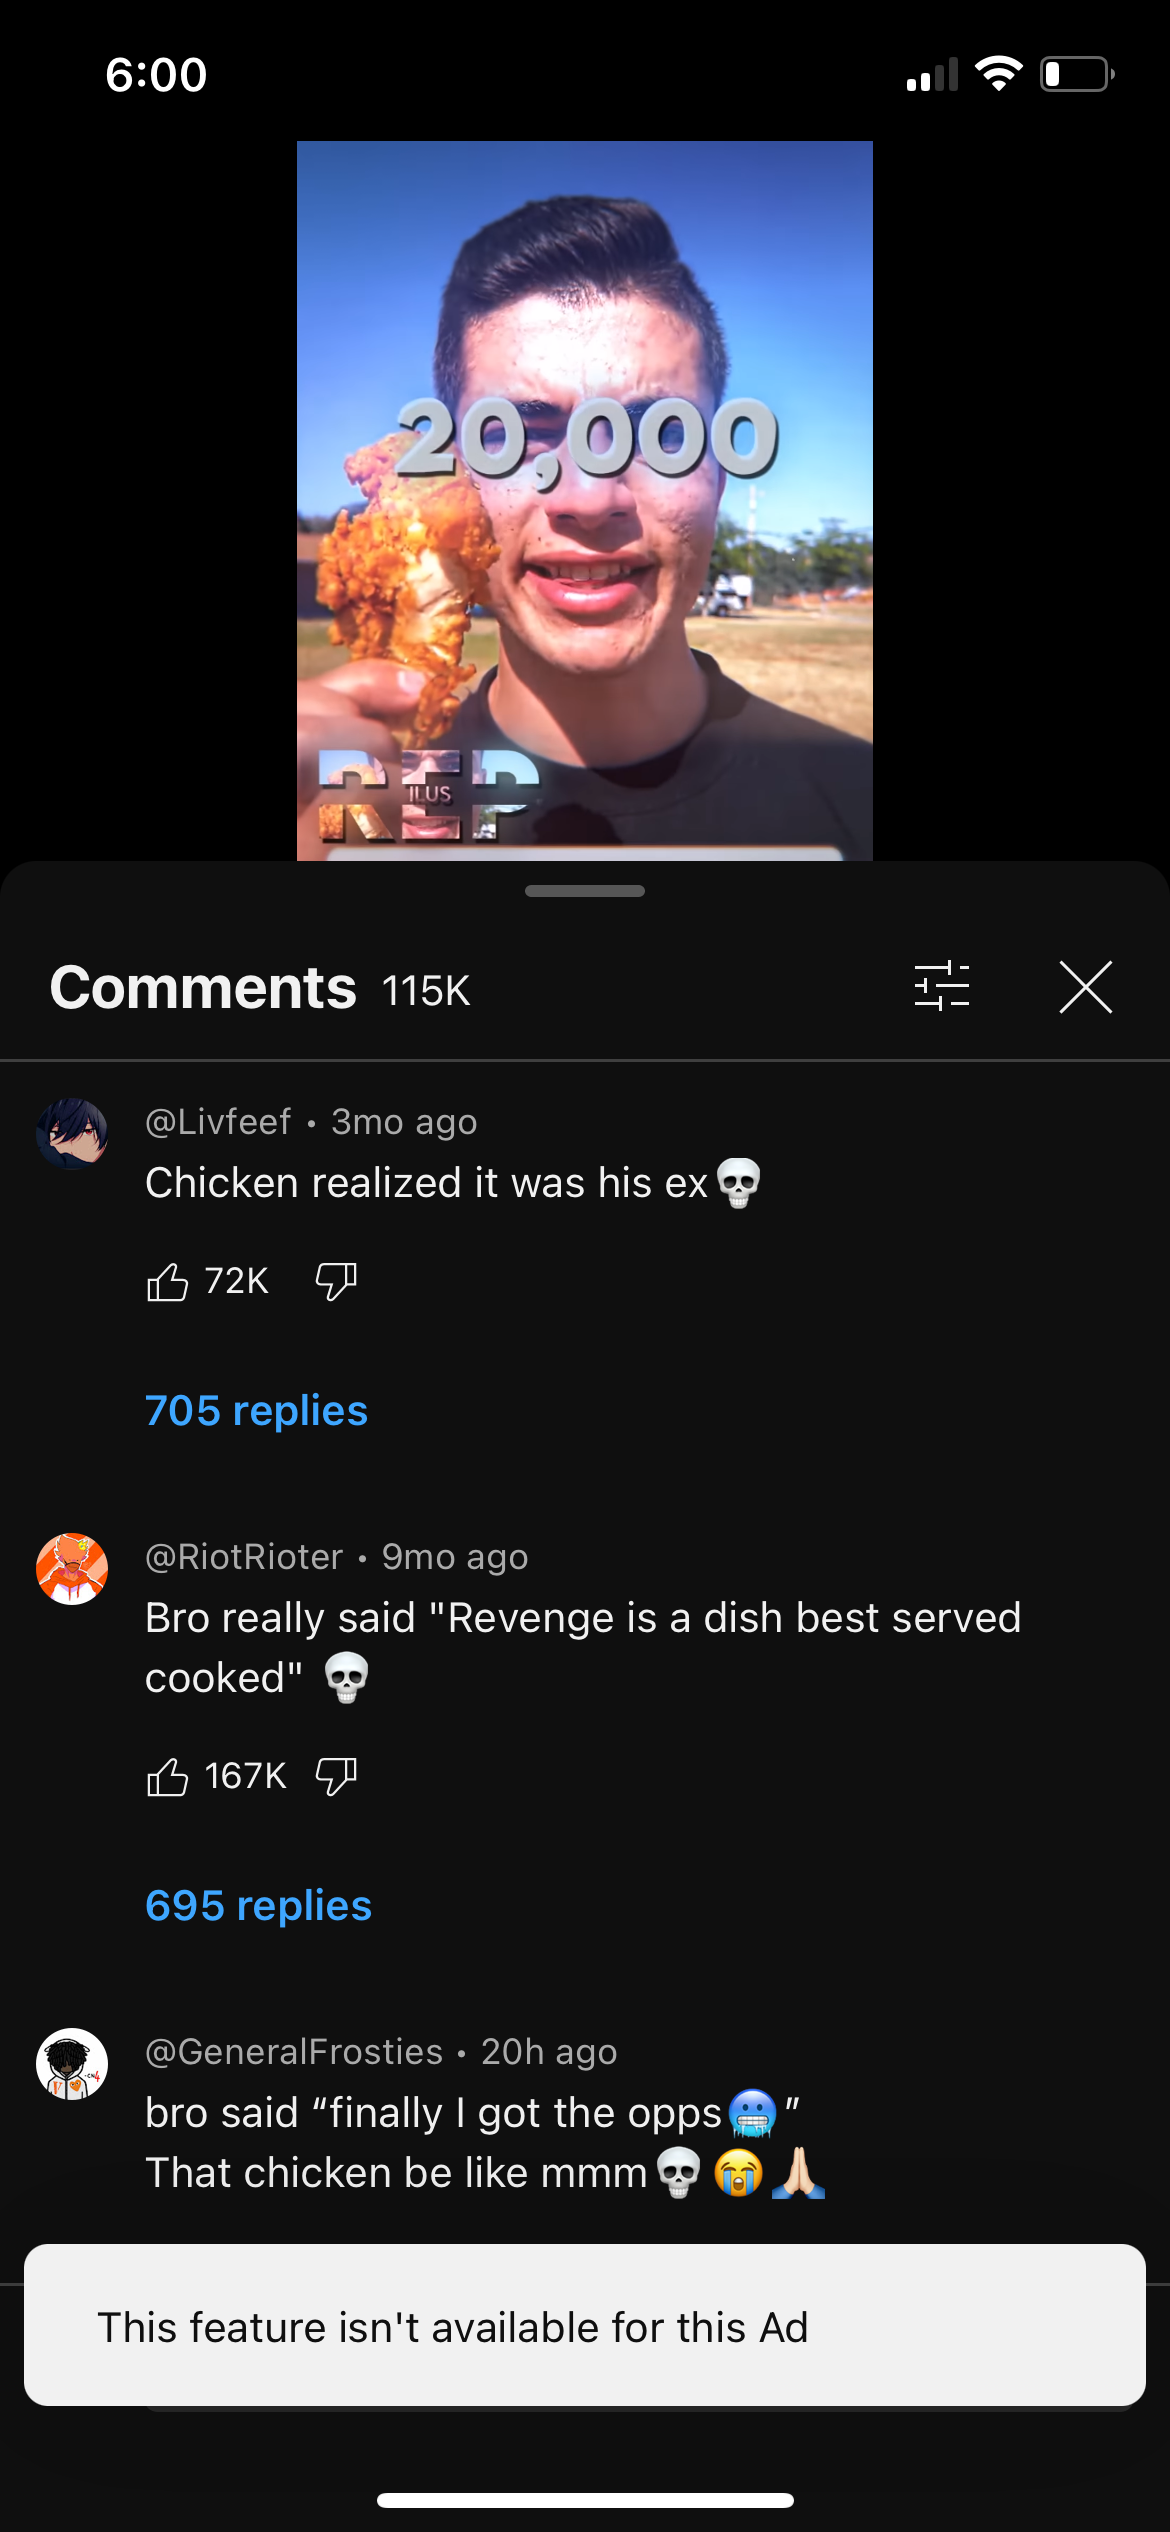 6:00
20,000
REP
ILUS
Comments 115K
@Livfeef • 3mo ago
Chicken realized it was his ex💀
72K
705 replies
@RiotRioter • 9mo ago
Bro really said "Revenge is a dish best served
cooked" 💀
167K
695 replies
@GeneralFrosties • 20h ago
bro said “finally I got the opps🥶”
That chicken be like mmm💀😭🙏🏻
This feature isn't available for this Ad